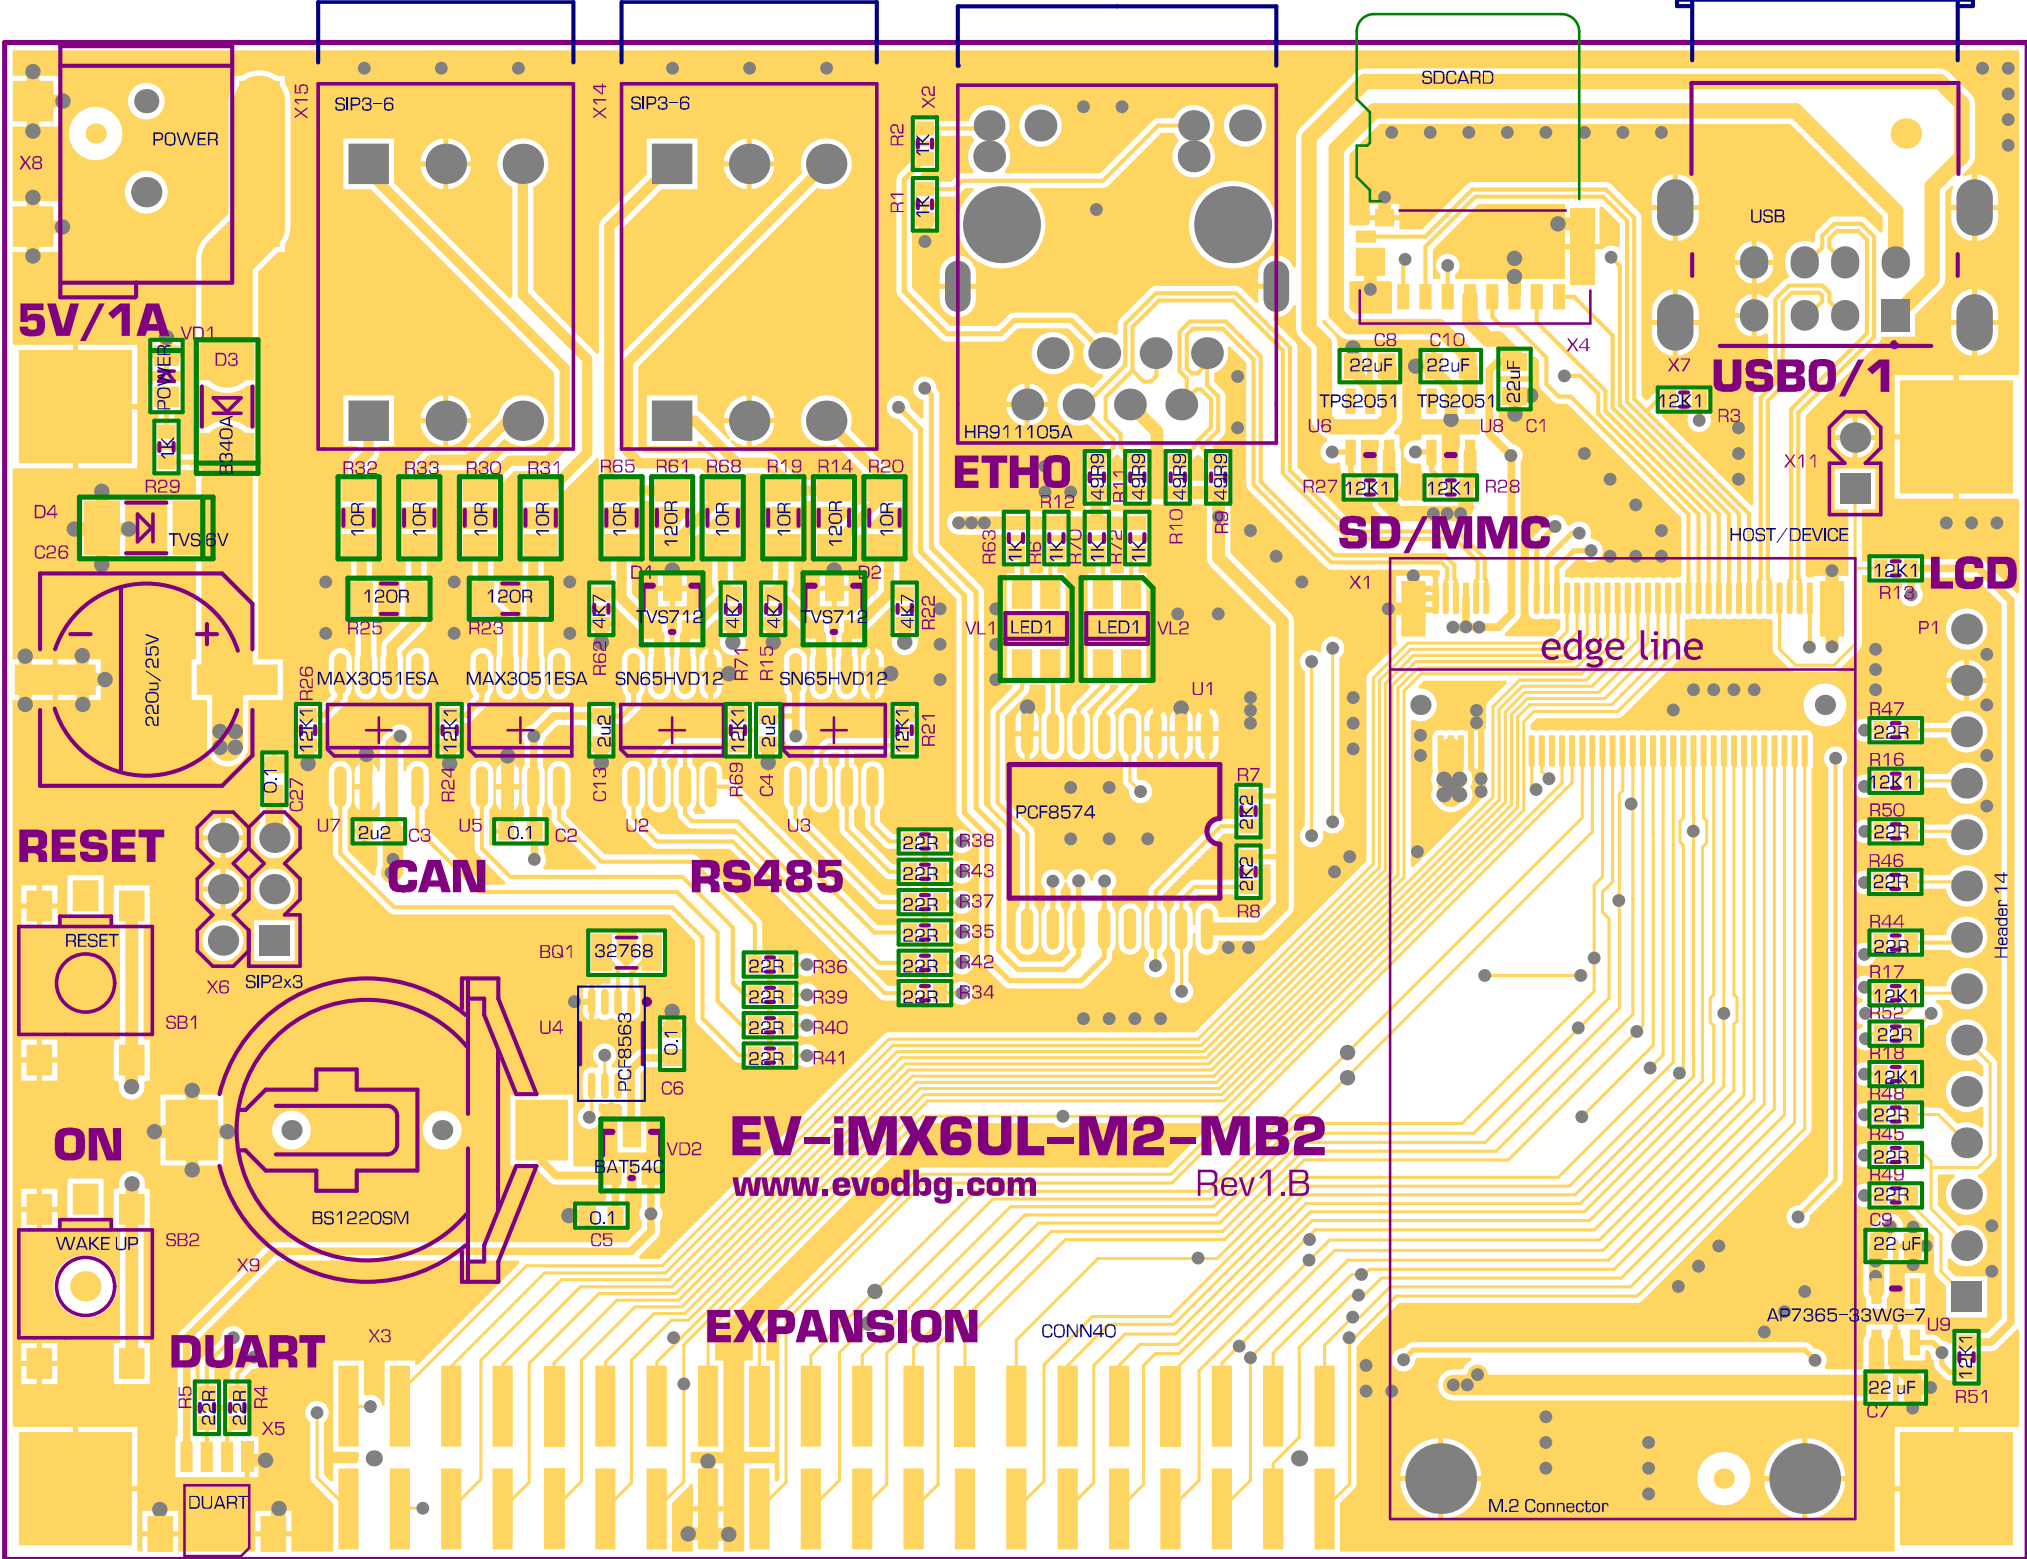 SDCARD
X15
SIP3-6
X14
SIP3-6
X2
R2
1K
R1
1K
POWER
X8
USB
5V/1A
VD1
POWER
D3
B340A
1K
R29
D4
TVS 6V
C26
C8
22uF
C10
22uF
22uF
X4
X7
USB0/1
TPS2051
TPS2051
U6
U8
C1
12K1
R3
HR911105A
ETH0
X11
R32
R33
R30
R31
R65
R61
R68
R19
R14
R20
10R
10R
10R
10R
10R
120R
10R
10R
120R
10R
49R9
R11
49R9
49R9
49R9
R12
R10
R9
R27
12K1
12K1
R28
SD/MMC
HOST/DEVICE
R63
1K
R6
1K
R70
1K
R72
1K
X1
12K1
R13
LCD
120R
R25
120R
R23
4K7
R62
D1
TVS712
4K7
R71
4K7
R15
D2
TVS712
4K7
R22
VL1
LED1
LED1
VL2
P1
edge line
220u/25V
R26
MAX3051ESA
MAX3051ESA
SN65HVD12
SN65HVD12
U1
12K1
12K1
R24
2u2
C13
12K1
R69
2u2
C4
12K1
R21
R47
22R
R16
12K1
0.1
C27
U7
2u2
C3
U5
0.1
C2
U2
U3
PCF8574
R7
2K2
2K2
R8
R50
22R
R46
22R
RESET
CAN
RS485
22R
R38
22R
R43
22R
R37
22R
R35
22R
R42
22R
R34
Header 14
R44
22R
RESET
X6
SIP2x3
SB1
BQ1
32768
22R
R36
22R
R39
22R
R40
22R
R41
R17
12K1
R52
22R
R18
12K1
U4
PCF8563
0.1
C6
R48
22R
R45
22R
R49
22R
ON
EV-iMX6UL-M2-MB2
www.evodbg.com
Rev1.B
BAT54C
VD2
0.1
C5
BS1220SM
X9
WAKE UP
SB2
C9
22 uF
AP7365-33WG-7
U9
DUART
X3
EXPANSION
CONN40
12K1
R51
22 uF
C7
R5
22R
22R
R4
X5
DUART
M.2 Connector